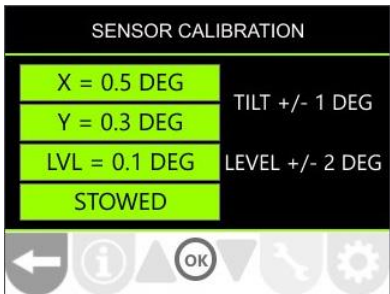 SENSOR CALIBRATION
X = 0.5 DEG
TILT +/- 1 DEG
Y = 0.3 DEG
LVL = 0.1 DEG
LEVEL +/- 2 DEG
STOWED
OK